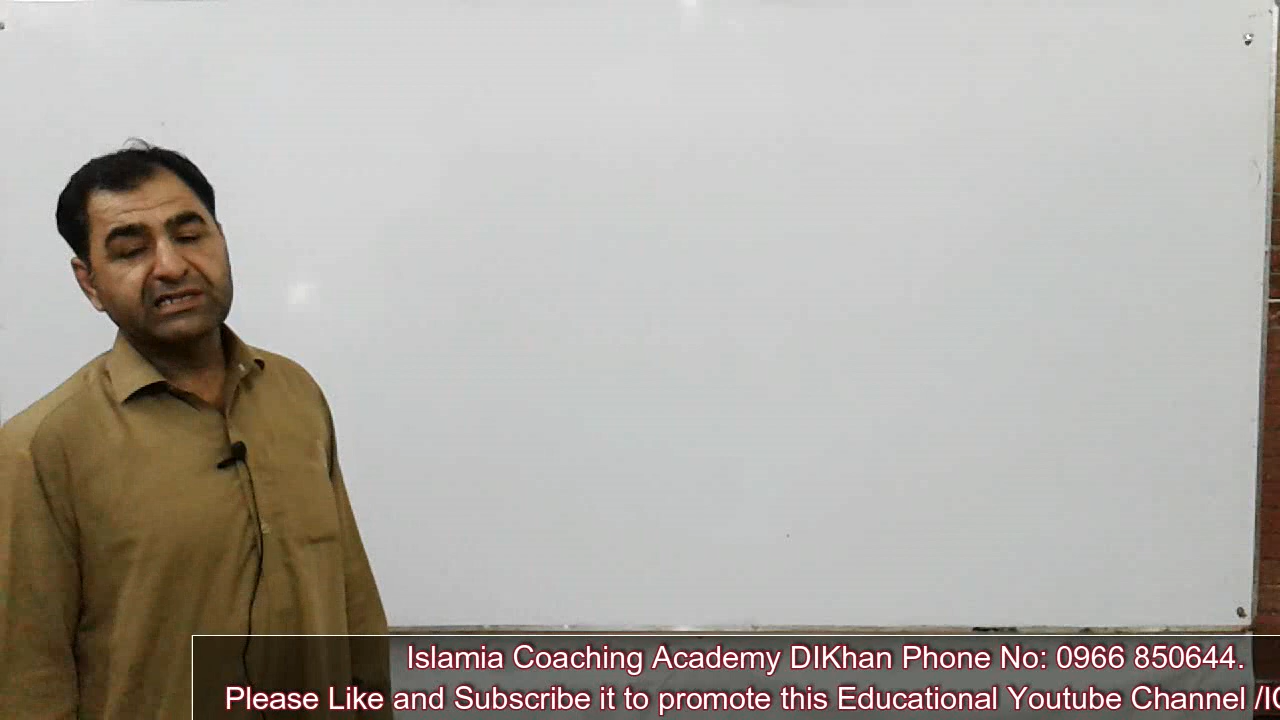 Islamia Coaching Academy DIKhan Phone No: 0966 850644.
Please Like and Subscribe it to promote this Educational Youtube Channel